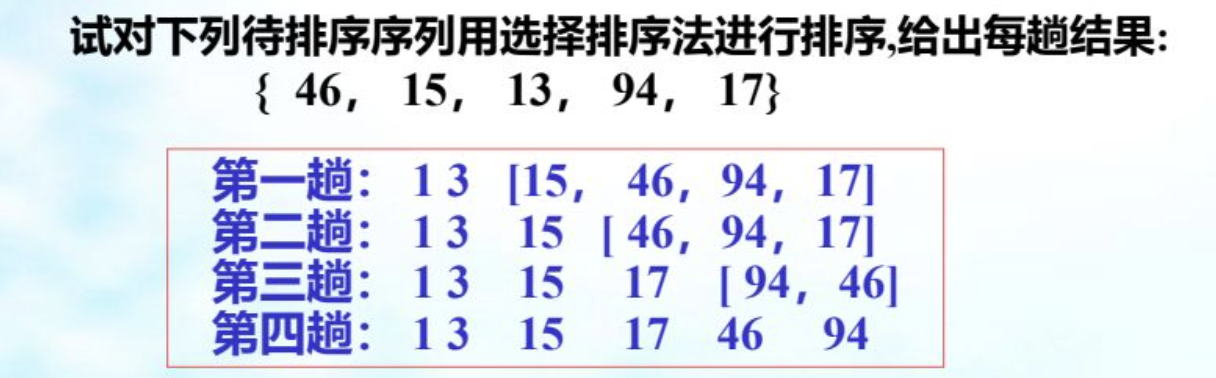 试对下列待排序序列用选择排序法进行排序,给出每趟结果:
{ 46, 15, 13, 94, 17}
第一趟: 1 3 [15, 46, 94, 17]
第二趟: 1 3 15 [ 46, 94, 17]
第三趟: 1 3 15 17 [ 94, 46]
第四趟: 1 3 15 17 46 94